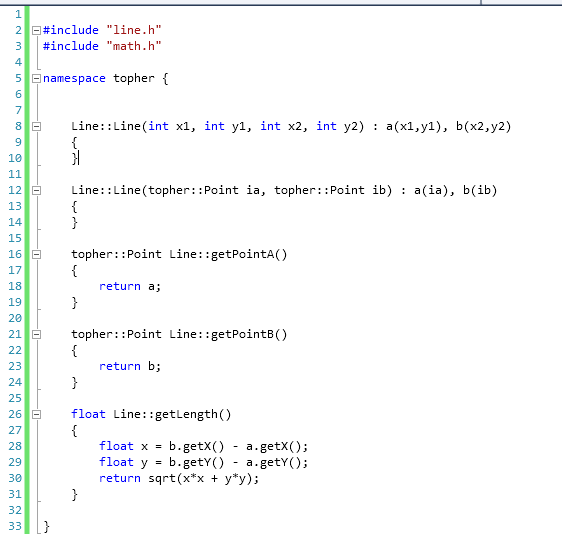 1
2 #include "line.h"
3 #include "math.h"
4
5 namespace topher {
6
7
8     Line::Line(int x1, int y1, int x2, int y2) : a(x1,y1), b(x2,y2)
9     {
10     }
11
12     Line::Line(topher::Point ia, topher::Point ib) : a(ia), b(ib)
13     {
14     }
15
16     topher::Point Line::getPointA()
17     {
18         return a;
19     }
20
21     topher::Point Line::getPointB()
22     {
23         return b;
24     }
25
26     float Line::getLength()
27     {
28         float x = b.getX() - a.getX();
29         float y = b.getY() - a.getY();
30         return sqrt(x*x + y*y);
31     }
32
33 }